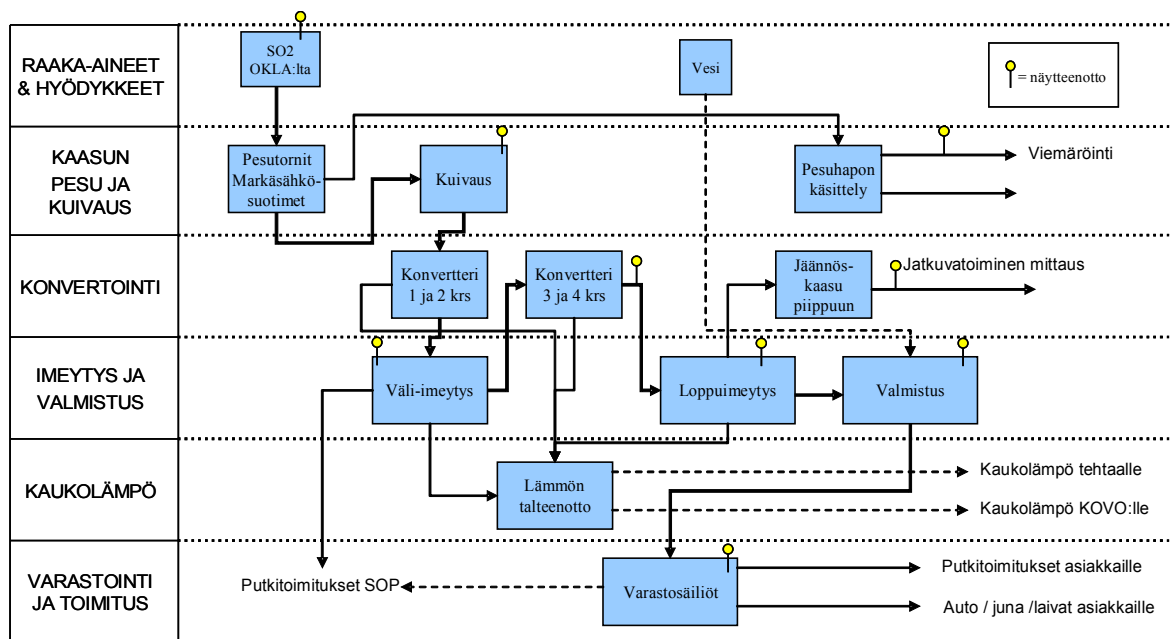 RAAKA-AINEET
& HYÖDYKKEET
SO2
OKLA:lta
Vesi
= näytteenotto
KAASUN
PESU JA
KUIVAUS
Pesutornit
Märkäsähkö-
suotimet
Kuivaus
Pesuhapon
käsittely
Viemäröinti
KONVERTOINTI
Konvertteri
1 ja 2 krs
Konvertteri
3 ja 4 krs
Jäännös-
kaasu
piippuun
Jatkuvatoiminen mittaus
IMEYTYS JA
VALMISTUS
Väli-imeytys
Loppuimeytys
Valmistus
KAUKOLÄMPÖ
Lämmön
talteenotto
Kaukolämpö tehtaalle
Kaukolämpö KOVO:lle
VARASTOINTI
JA TOIMITUS
Putkitoimitukset SOP
Varastosäiliöt
Putkitoimitukset asiakkaille
Auto / juna /laivat asiakkaille